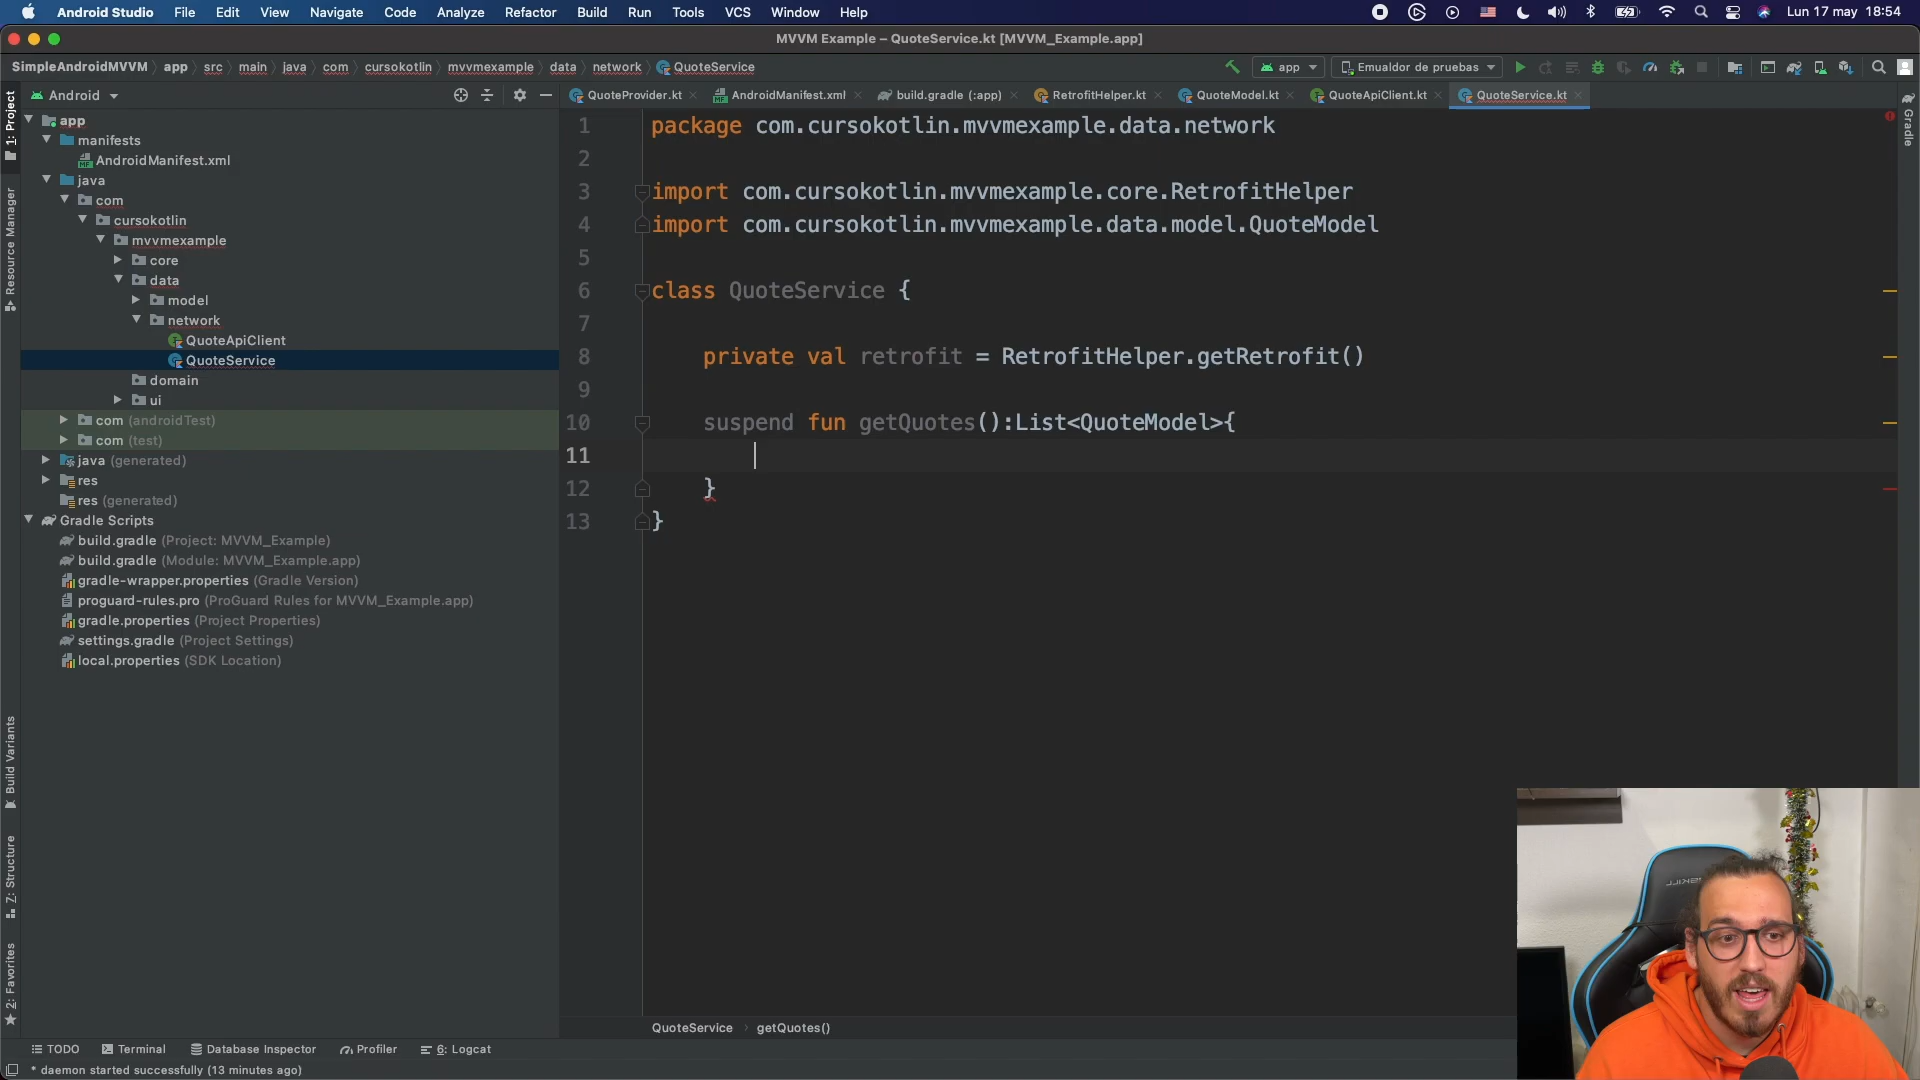 Android Studio File Edit View Navigate Code Analyze Refactor Build Run Tools VCS Window Help Lun 17 may 18:54
MVVM Example – QuoteService.kt [MVVM_Example.app]
SimpleAndroidMVVM app src main java com cursokotlin mvvmexample data network QuoteService app Emualdor de pruebas
Android
QuoteProvider.kt AndroidManifest.xml build.gradle (:app) RetrofitHelper.kt QuoteModel.kt QuoteApiClient.kt QuoteService.kt
1: Project
Resource Manager
Build Variants
Z: Structure
2: Favorites
app
manifests
AndroidManifest.xml
java
com
cursokotlin
mvvmexample
core
data
model
network
QuoteApiClient
QuoteService
domain
ui
com (androidTest)
com (test)
java (generated)
res
res (generated)
Gradle Scripts
build.gradle (Project: MVVM_Example)
build.gradle (Module: MVVM_Example.app)
gradle-wrapper.properties (Gradle Version)
proguard-rules.pro (ProGuard Rules for MVVM_Example.app)
gradle.properties (Project Properties)
settings.gradle (Project Settings)
local.properties (SDK Location)
1 package com.cursokotlin.mvvmexample.data.network
2
3 import com.cursokotlin.mvvmexample.core.RetrofitHelper
4 import com.cursokotlin.mvvmexample.data.model.QuoteModel
5
6 class QuoteService {
7
8 private val retrofit = RetrofitHelper.getRetrofit()
9
10 suspend fun getQuotes():List<QuoteModel>{
11
12 }
13 }
Gradle
QuoteService getQuotes()
TODO Terminal Database Inspector Profiler 6: Logcat
* daemon started successfully (13 minutes ago)